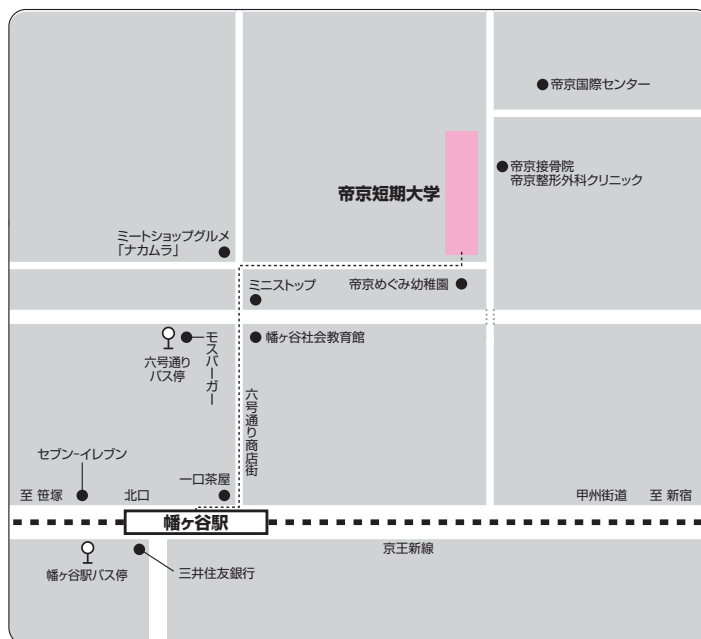 帝京国際センター
帝京接骨院
帝京整形外科クリニック
帝京短期大学
ミートショップグルメ
「ナカムラ」
ミニストップ
帝京めぐみ幼稚園
幡ヶ谷社会教育館
モスバーガー
六号通り
バス停
六号通り商店街
セブン-イレブン
一口茶屋
至 笹塚
北口
甲州街道
至 新宿
幡ヶ谷駅
京王新線
幡ヶ谷駅バス停
三井住友銀行